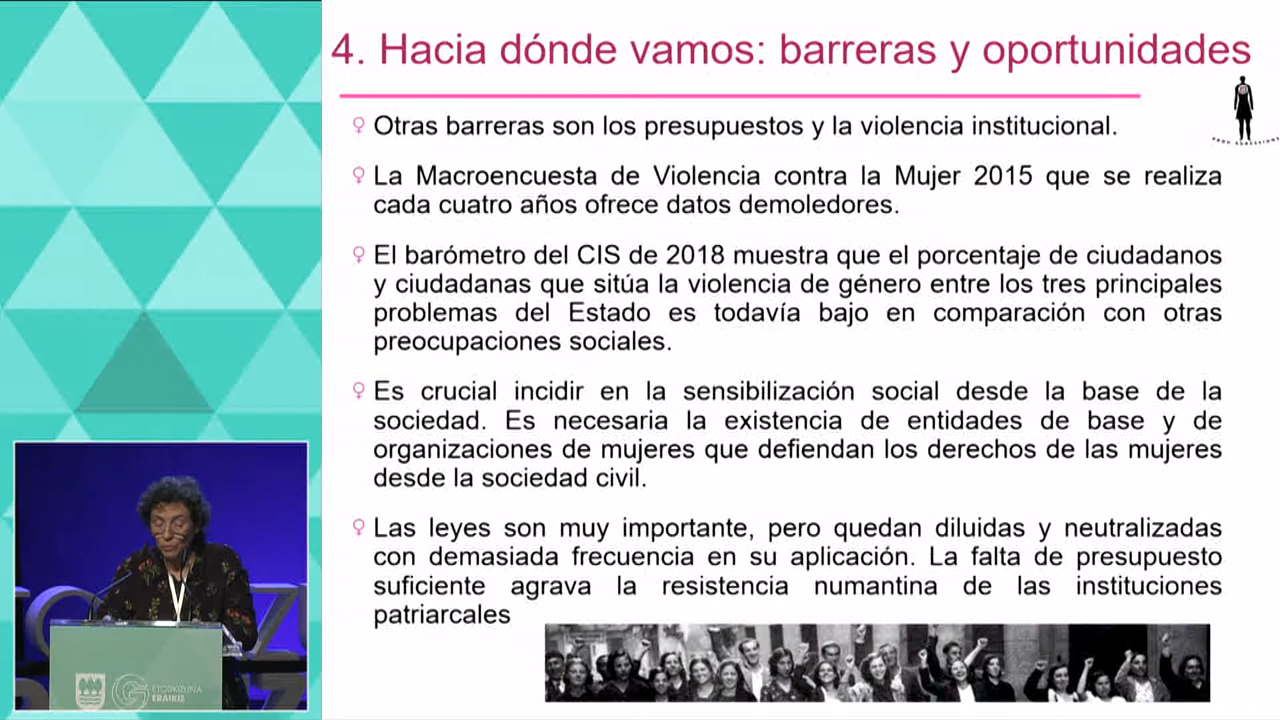 4. Hacia dónde vamos: barreras y oportunidades
♀ Otras barreras son los presupuestos y la violencia institucional.
♀ La Macroencuesta de Violencia contra la Mujer 2015 que se realiza
cada cuatro años ofrece datos demoledores.
♀ El barómetro del CIS de 2018 muestra que el porcentaje de ciudadanos
y ciudadanas que sitúa la violencia de género entre los tres principales
problemas del Estado es todavía bajo en comparación con otras
preocupaciones sociales.
♀ Es crucial incidir en la sensibilización social desde la base de la
sociedad. Es necesaria la existencia de entidades de base y de
organizaciones de mujeres que defiendan los derechos de las mujeres
desde la sociedad civil.
♀ Las leyes son muy importante, pero quedan diluidas y neutralizadas
con demasiada frecuencia en su aplicación. La falta de presupuesto
suficiente agrava la resistencia numantina de las instituciones
patriarcales
ETORKIZUNA
ERAIKIZ